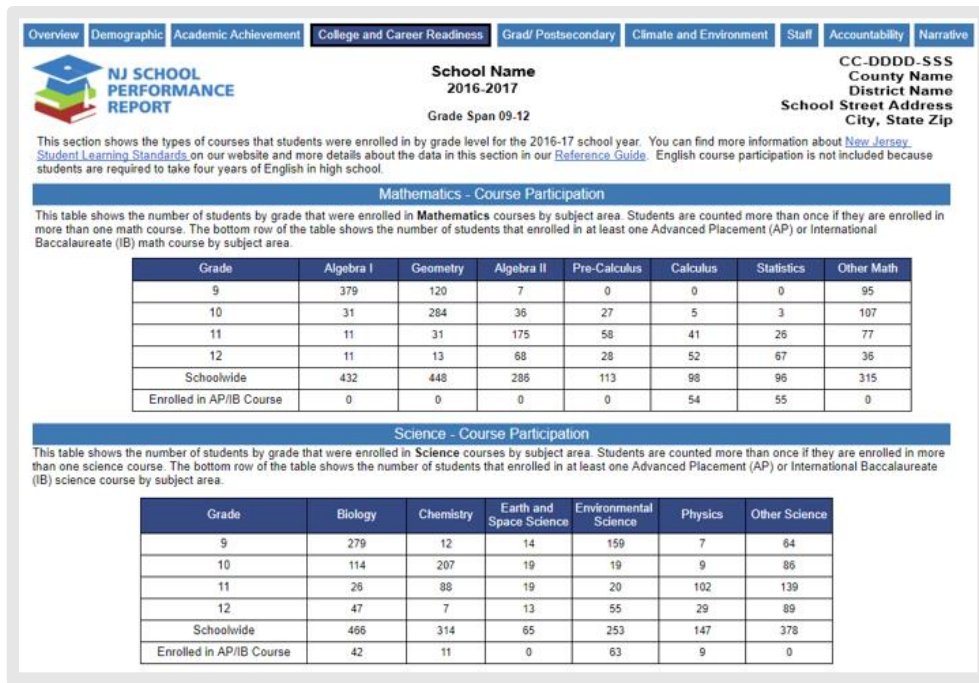 Overview Demographic Academic Achievement College and Career Readiness Grad/ Postsecondary Climate and Environment Staff Accountability Narrative
NJ SCHOOL
PERFORMANCE
REPORT
School Name
2016-2017
Grade Span 09-12
CC-DDDD-SSS
County Name
District Name
School Street Address
City, State Zip
This section shows the types of courses that students were enrolled in by grade level for the 2016-17 school year. You can find more information about New Jersey
Student Learning Standards on our website and more details about the data in this section in our Reference Guide. English course participation is not included because
students are required to take four years of English in high school.
Mathematics - Course Participation
This table shows the number of students by grade that were enrolled in Mathematics courses by subject area. Students are counted more than once if they are enrolled in
more than one math course. The bottom row of the table shows the number of students that enrolled in at least one Advanced Placement (AP) or International
Baccalaureate (IB) math course by subject area.
Grade Algebra I Geometry Algebra II Pre-Calculus Calculus Statistics Other Math
9 379 120 7 0 0 0 95
10 31 284 36 27 5 3 107
11 11 31 175 58 41 26 77
12 11 13 68 28 52 67 36
Schoolwide 432 448 286 113 98 96 315
Enrolled in AP/IB Course 0 0 0 0 54 55 0
Science - Course Participation
This table shows the number of students by grade that were enrolled in Science courses by subject area. Students are counted more than once if they are enrolled in more
than one science course. The bottom row of the table shows the number of students that enrolled in at least one Advanced Placement (AP) or International Baccalaureate
(IB) science course by subject area.
Grade Biology Chemistry Earth and Space Science Environmental Science Physics Other Science
9 279 12 14 159 7 64
10 114 207 19 19 9 86
11 26 88 19 20 102 139
12 47 7 13 55 29 89
Schoolwide 466 314 65 253 147 378
Enrolled in AP/IB Course 42 11 0 63 9 0